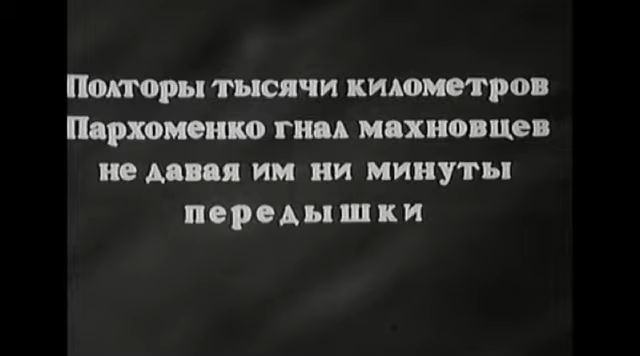 Полторы тысячи километров
Пархоменко гнал махновцев
не давая им ни минуты
передышки